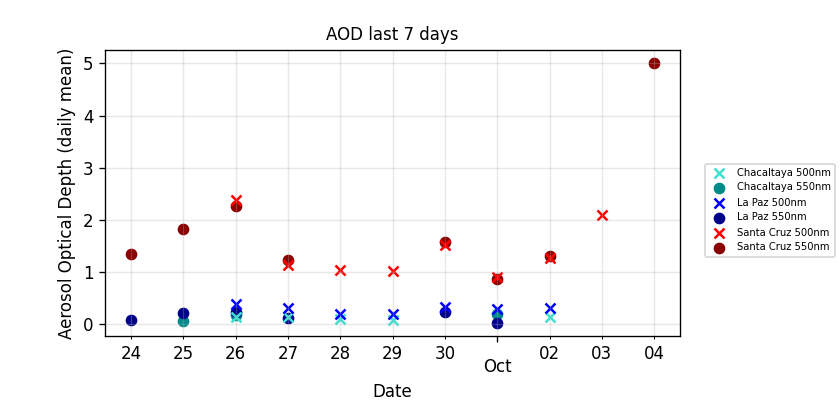 AOD last 7 days
Aerosol Optical Depth (daily mean)
5
4
3
2
1
0
24 25 26 27 28 29 30 02 03 04
Oct
Date
Chacaltaya 500nm
Chacaltaya 550nm
La Paz 500nm
La Paz 550nm
Santa Cruz 500nm
Santa Cruz 550nm